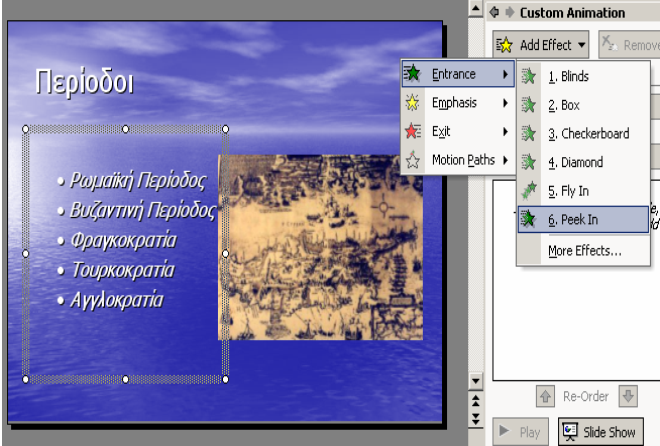 Custom Animation
Add Effect
Remove
Entrance
Emphasis
Exit
Motion Paths
1. Blinds
2. Box
3. Checkerboard
4. Diamond
5. Fly In
6. Peek In
More Effects...
Περίοδοι
• Ρωμαϊκή Περίοδος
• Βυζαντινή Περίοδος
• Φραγκοκρατία
• Τουρκοκρατία
• Αγγλοκρατία
Re-Order
Play
Slide Show